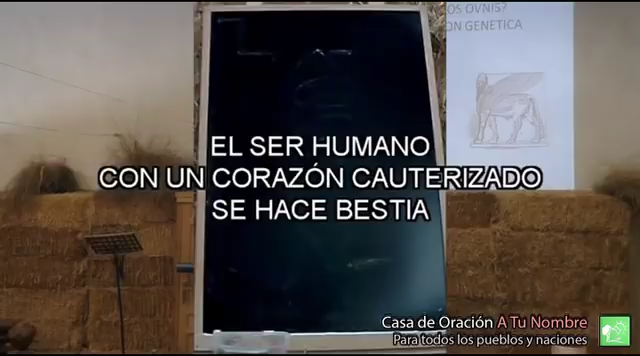 OS OVNIS?
ON GENETICA
EL SER HUMANO
CON UN CORAZÓN CAUTERIZADO
SE HACE BESTIA
Casa de Oración A Tu Nombre
Para todos los pueblos y naciones